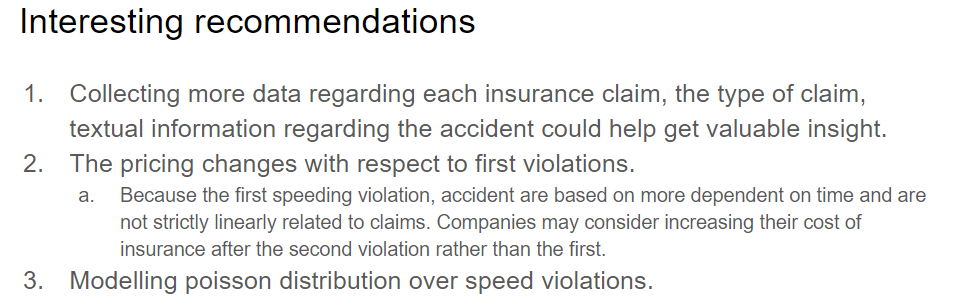 Interesting recommendations
1. Collecting more data regarding each insurance claim, the type of claim,
textual information regarding the accident could help get valuable insight.
2. The pricing changes with respect to first violations.
a. Because the first speeding violation, accident are based on more dependent on time and are
not strictly linearly related to claims. Companies may consider increasing their cost of
insurance after the second violation rather than the first.
3. Modelling poisson distribution over speed violations.